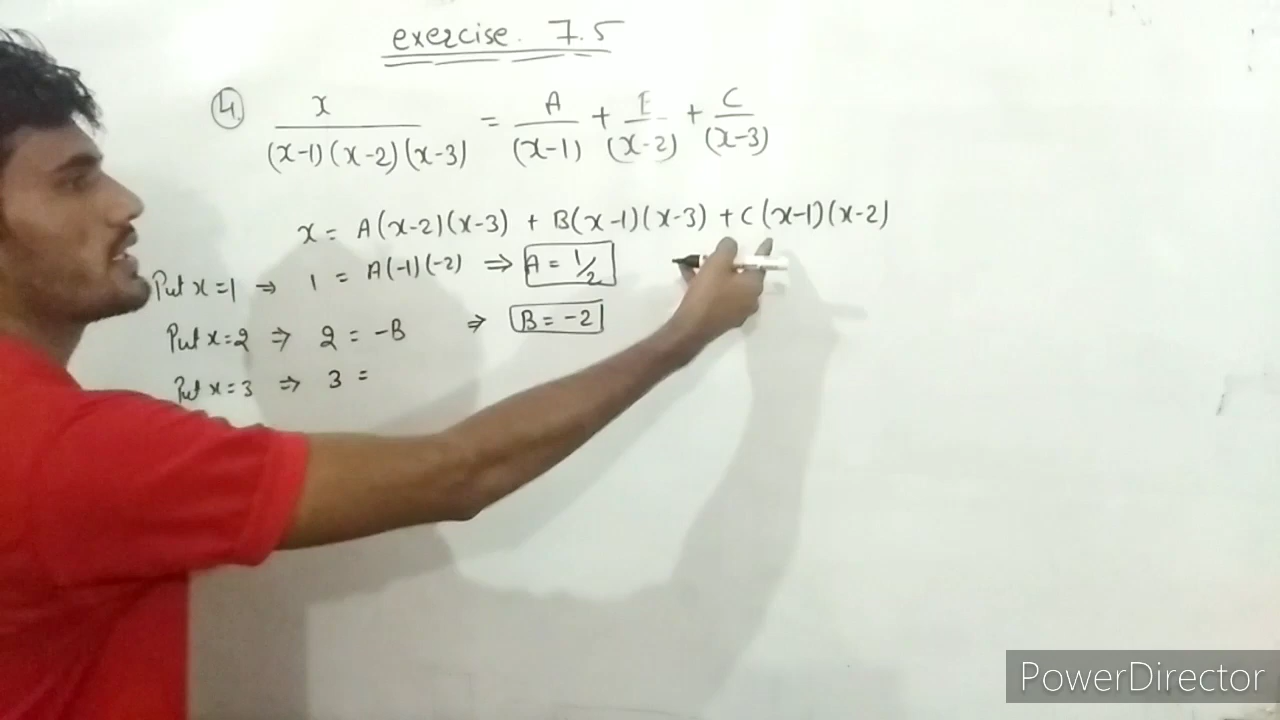 exercise. 7.5
4. x / (x-1)(x-2)(x-3) = A / (x-1) + B / (x-2) + C / (x-3)
x = A(x-2)(x-3) + B(x-1)(x-3) + C(x-1)(x-2)
Put x=1 ⇒ 1 = A(-1)(-2) ⇒ A = 1/2
Put x=2 ⇒ 2 = -B ⇒ B = -2
Put x=3 ⇒ 3 =
PowerDirector